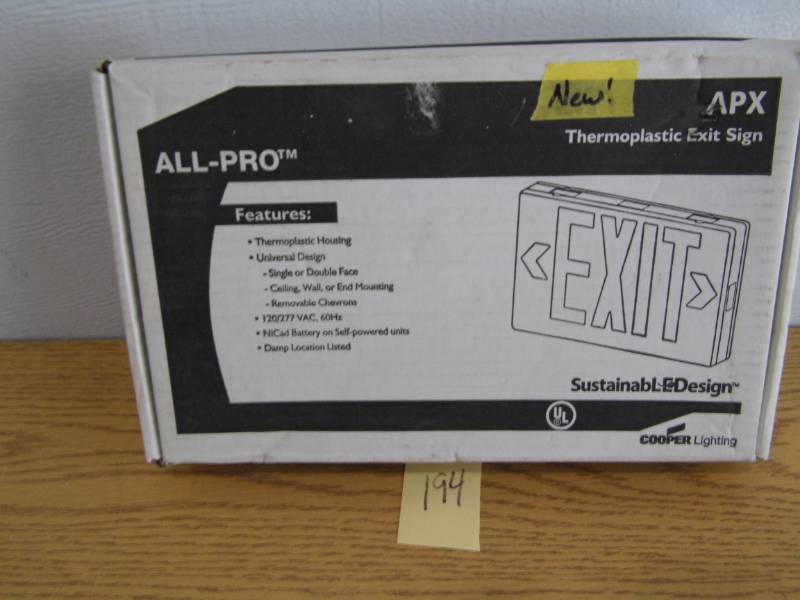 New!
APX
Thermoplastic Exit Sign
ALL-PRO™
Features:
• Thermoplastic Housing
• Universal Design
- Single or Double Face
- Ceiling, Wall, or End Mounting
- Removable Chevrons
• 120/277 VAC, 60Hz
• NiCad Battery on Self-powered units
• Damp Location Listed
EXIT
SustainabLEDesign™
UL
COOPER Lighting
194